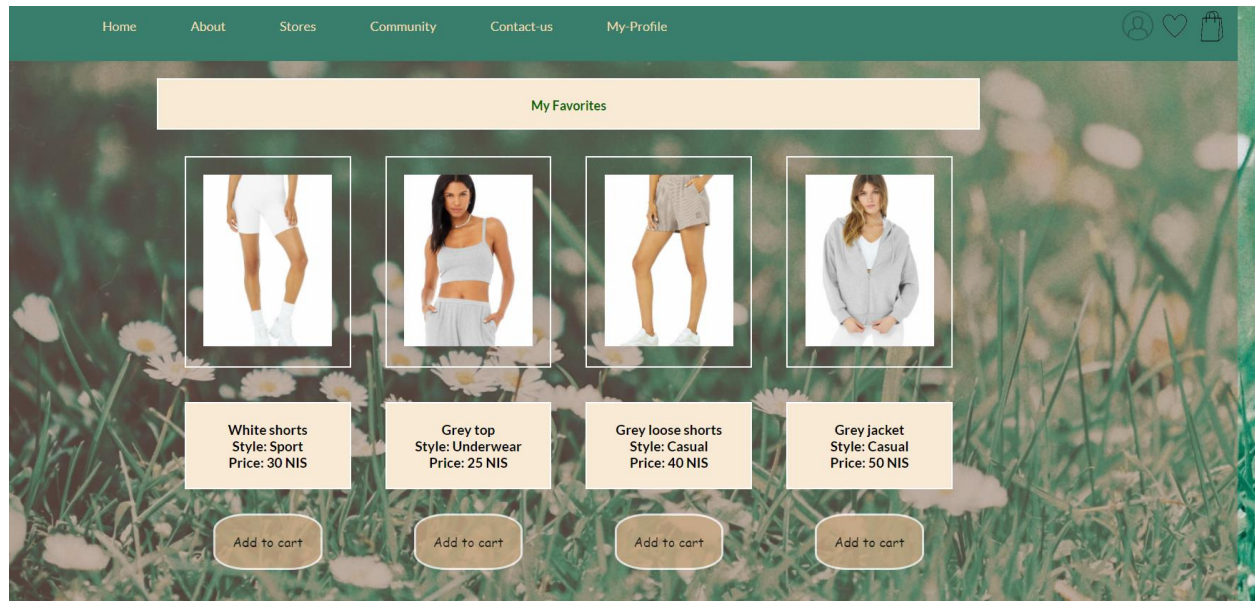 Home About Stores Community Contact-us My-Profile
My Favorites
White shorts
Style: Sport
Price: 30 NIS
Grey top
Style: Underwear
Price: 25 NIS
Grey loose shorts
Style: Casual
Price: 40 NIS
Grey jacket
Style: Casual
Price: 50 NIS
Add to cart Add to cart Add to cart Add to cart